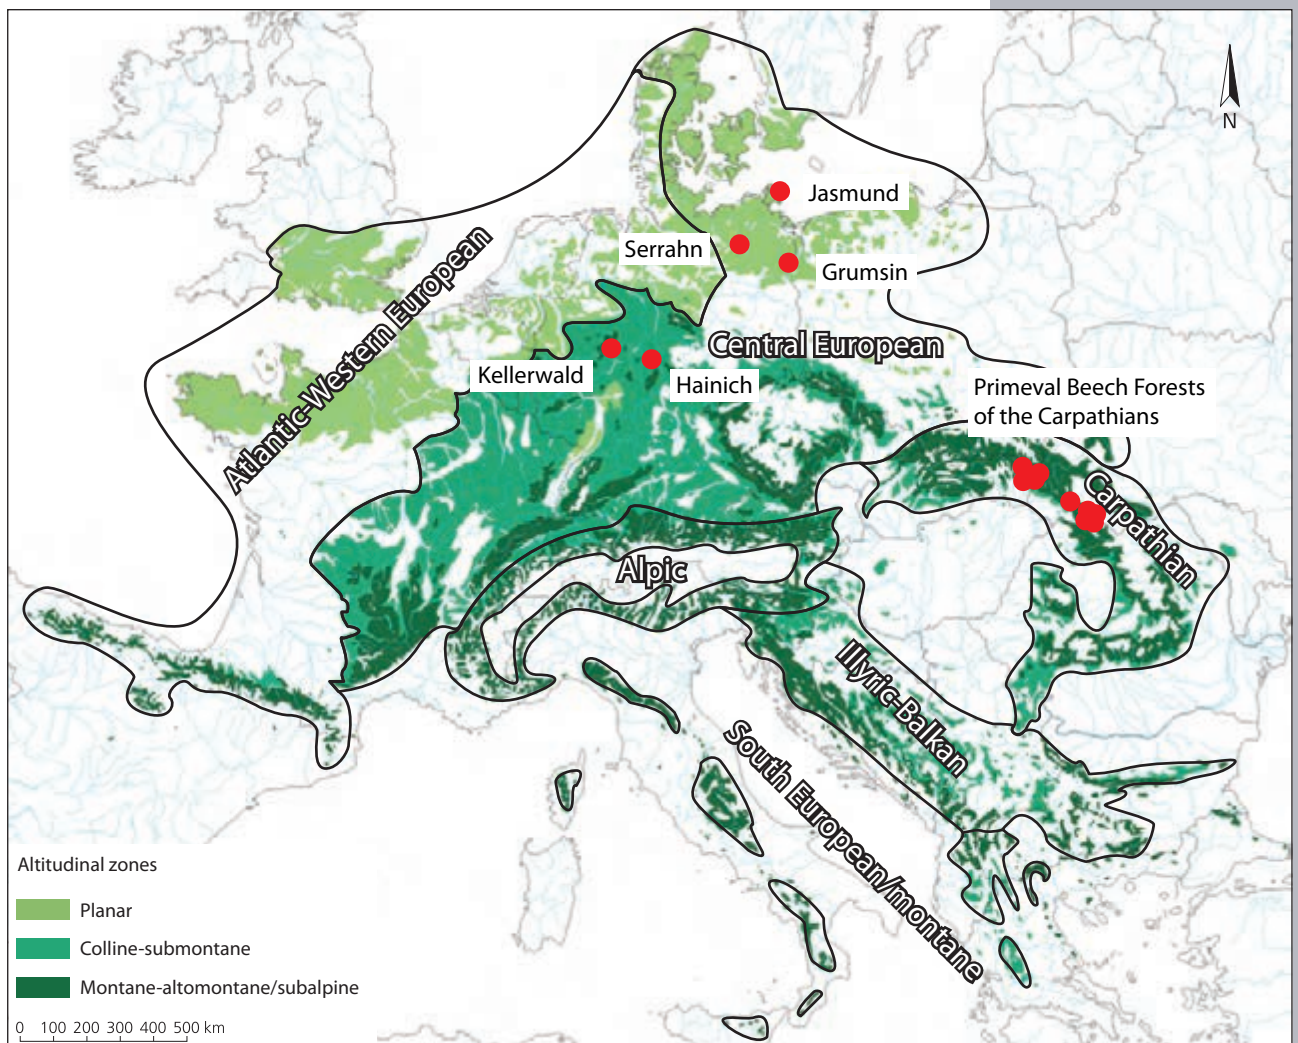 N
Jasmund
Serrahn
Grumsin
Atlantic-Western European
Central European
Kellerwald
Hainich
Primeval Beech Forests
of the Carpathians
Carpathian
Alpic
Illyric-Balkan
South European/montane
Altitudinal zones
Planar
Colline-submontane
Montane-altomontane/subalpine
0 100 200 300 400 500 km